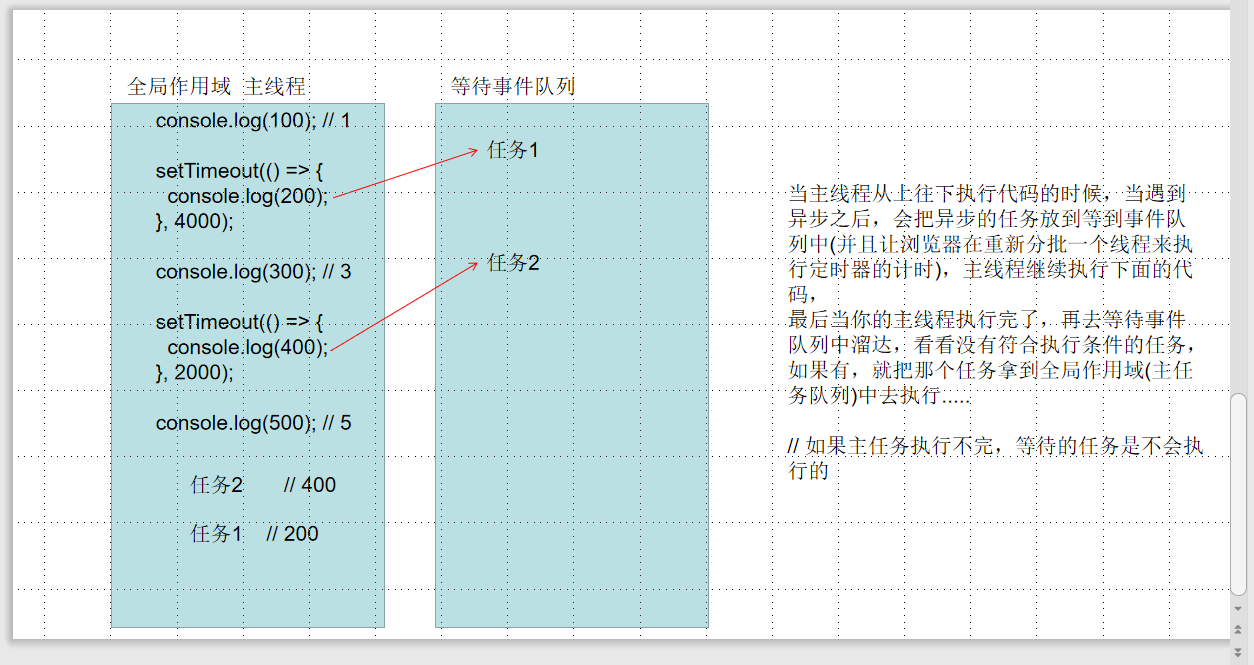 全局作用域 主线程
console.log(100); // 1
setTimeout(() => {
console.log(200);
}, 4000);
console.log(300); // 3
setTimeout(() => {
console.log(400);
}, 2000);
console.log(500); // 5
任务2 // 400
任务1 // 200
等待事件队列
任务1
任务2
当主线程从上往下执行代码的时候，当遇到
异步之后，会把异步的任务放到等到事件队
列中(并且让浏览器在重新分批一个线程来执
行定时器的计时)，主线程继续执行下面的代
码，
最后当你的主线程执行完了，再去等待事件
队列中溜达，看看没有符合执行条件的任务，
如果有，就把那个任务拿到全局作用域(主任
务队列)中去执行.....
// 如果主任务执行不完，等待的任务是不会执
行的